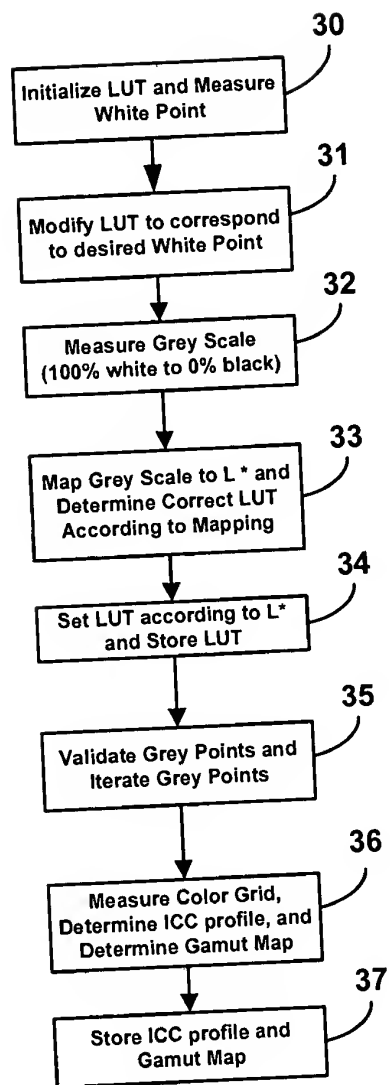 30
Initialize LUT and Measure
White Point
31
Modify LUT to correspond
to desired White Point
32
Measure Grey Scale
(100% white to 0% black)
33
Map Grey Scale to L * and
Determine Correct LUT
According to Mapping
34
Set LUT according to L*
and Store LUT
35
Validate Grey Points and
Iterate Grey Points
36
Measure Color Grid,
Determine ICC profile, and
Determine Gamut Map
37
Store ICC profile and
Gamut Map